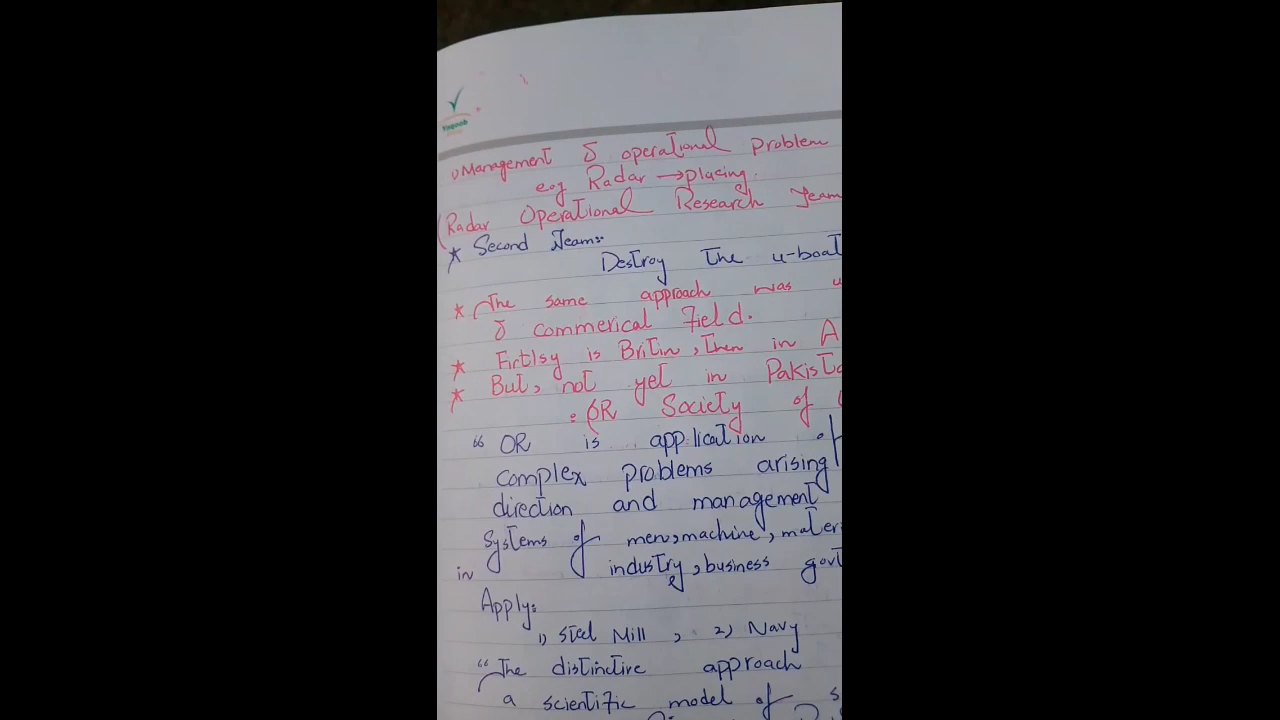 1) Management & operational problem
e.g Radar → placing.
(Radar Operational Research Team
* Second Team:-
Destroy the u-boat
* The same approach was u
& commerical Field.
* Firtlsy is Britin, then in A
* But, not yet in Pakista
: OR Society of
“ OR is application of
complex problems arising
direction and management
Systems of men, machine, mater
in industry, business govt
Apply:
1) Steel Mill , 2) Navy
“The distinctive approach
a scientific model of s